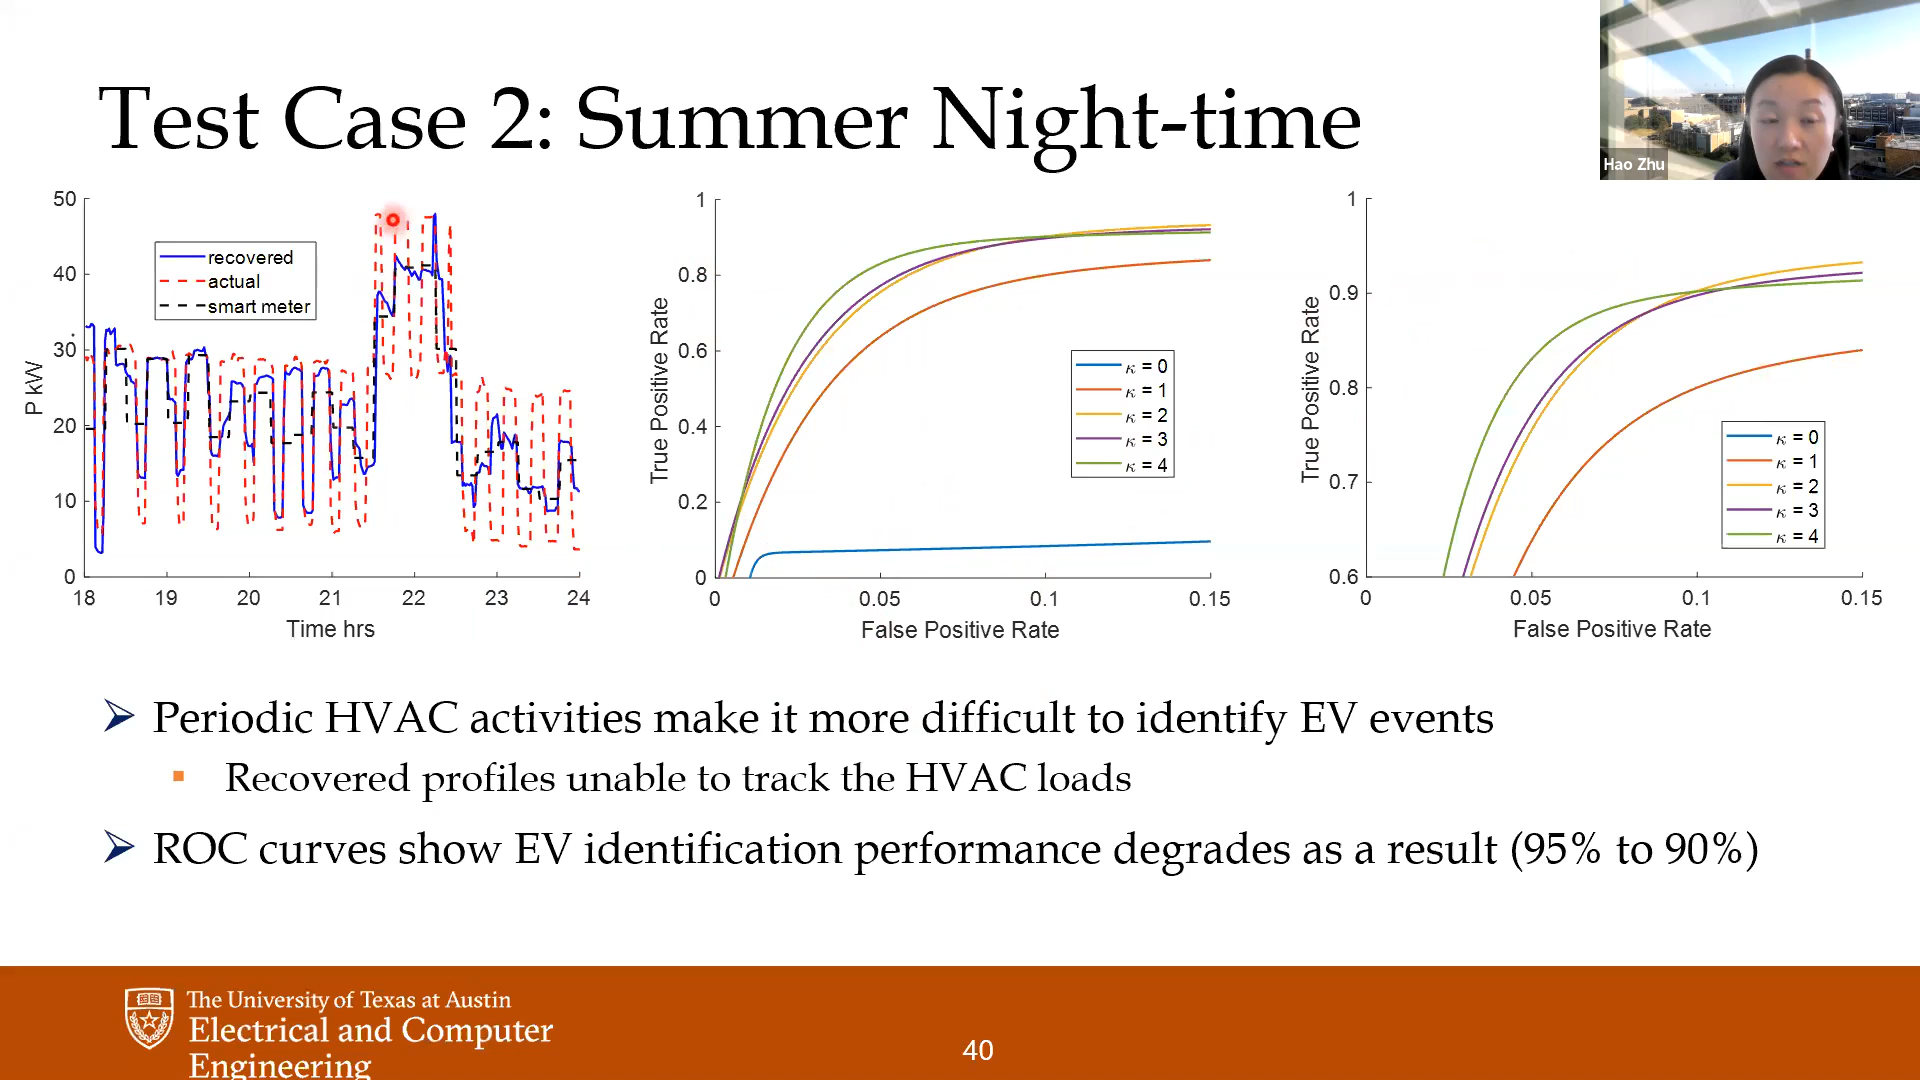 Test Case 2: Summer Night-time
Hao Zhu
50
40
30
20
10
0
18
19
20
21
22
23
24
P kW
Time hrs
recovered
actual
smart meter
1
0.8
0.6
0.4
0.2
0
0
0.05
0.1
0.15
True Positive Rate
False Positive Rate
κ = 0
κ = 1
κ = 2
κ = 3
κ = 4
1
0.9
0.8
0.7
0.6
0
0.05
0.1
0.15
True Positive Rate
False Positive Rate
κ = 0
κ = 1
κ = 2
κ = 3
κ = 4
Periodic HVAC activities make it more difficult to identify EV events
Recovered profiles unable to track the HVAC loads
ROC curves show EV identification performance degrades as a result (95% to 90%)
The University of Texas at Austin
Electrical and Computer
Engineering
40